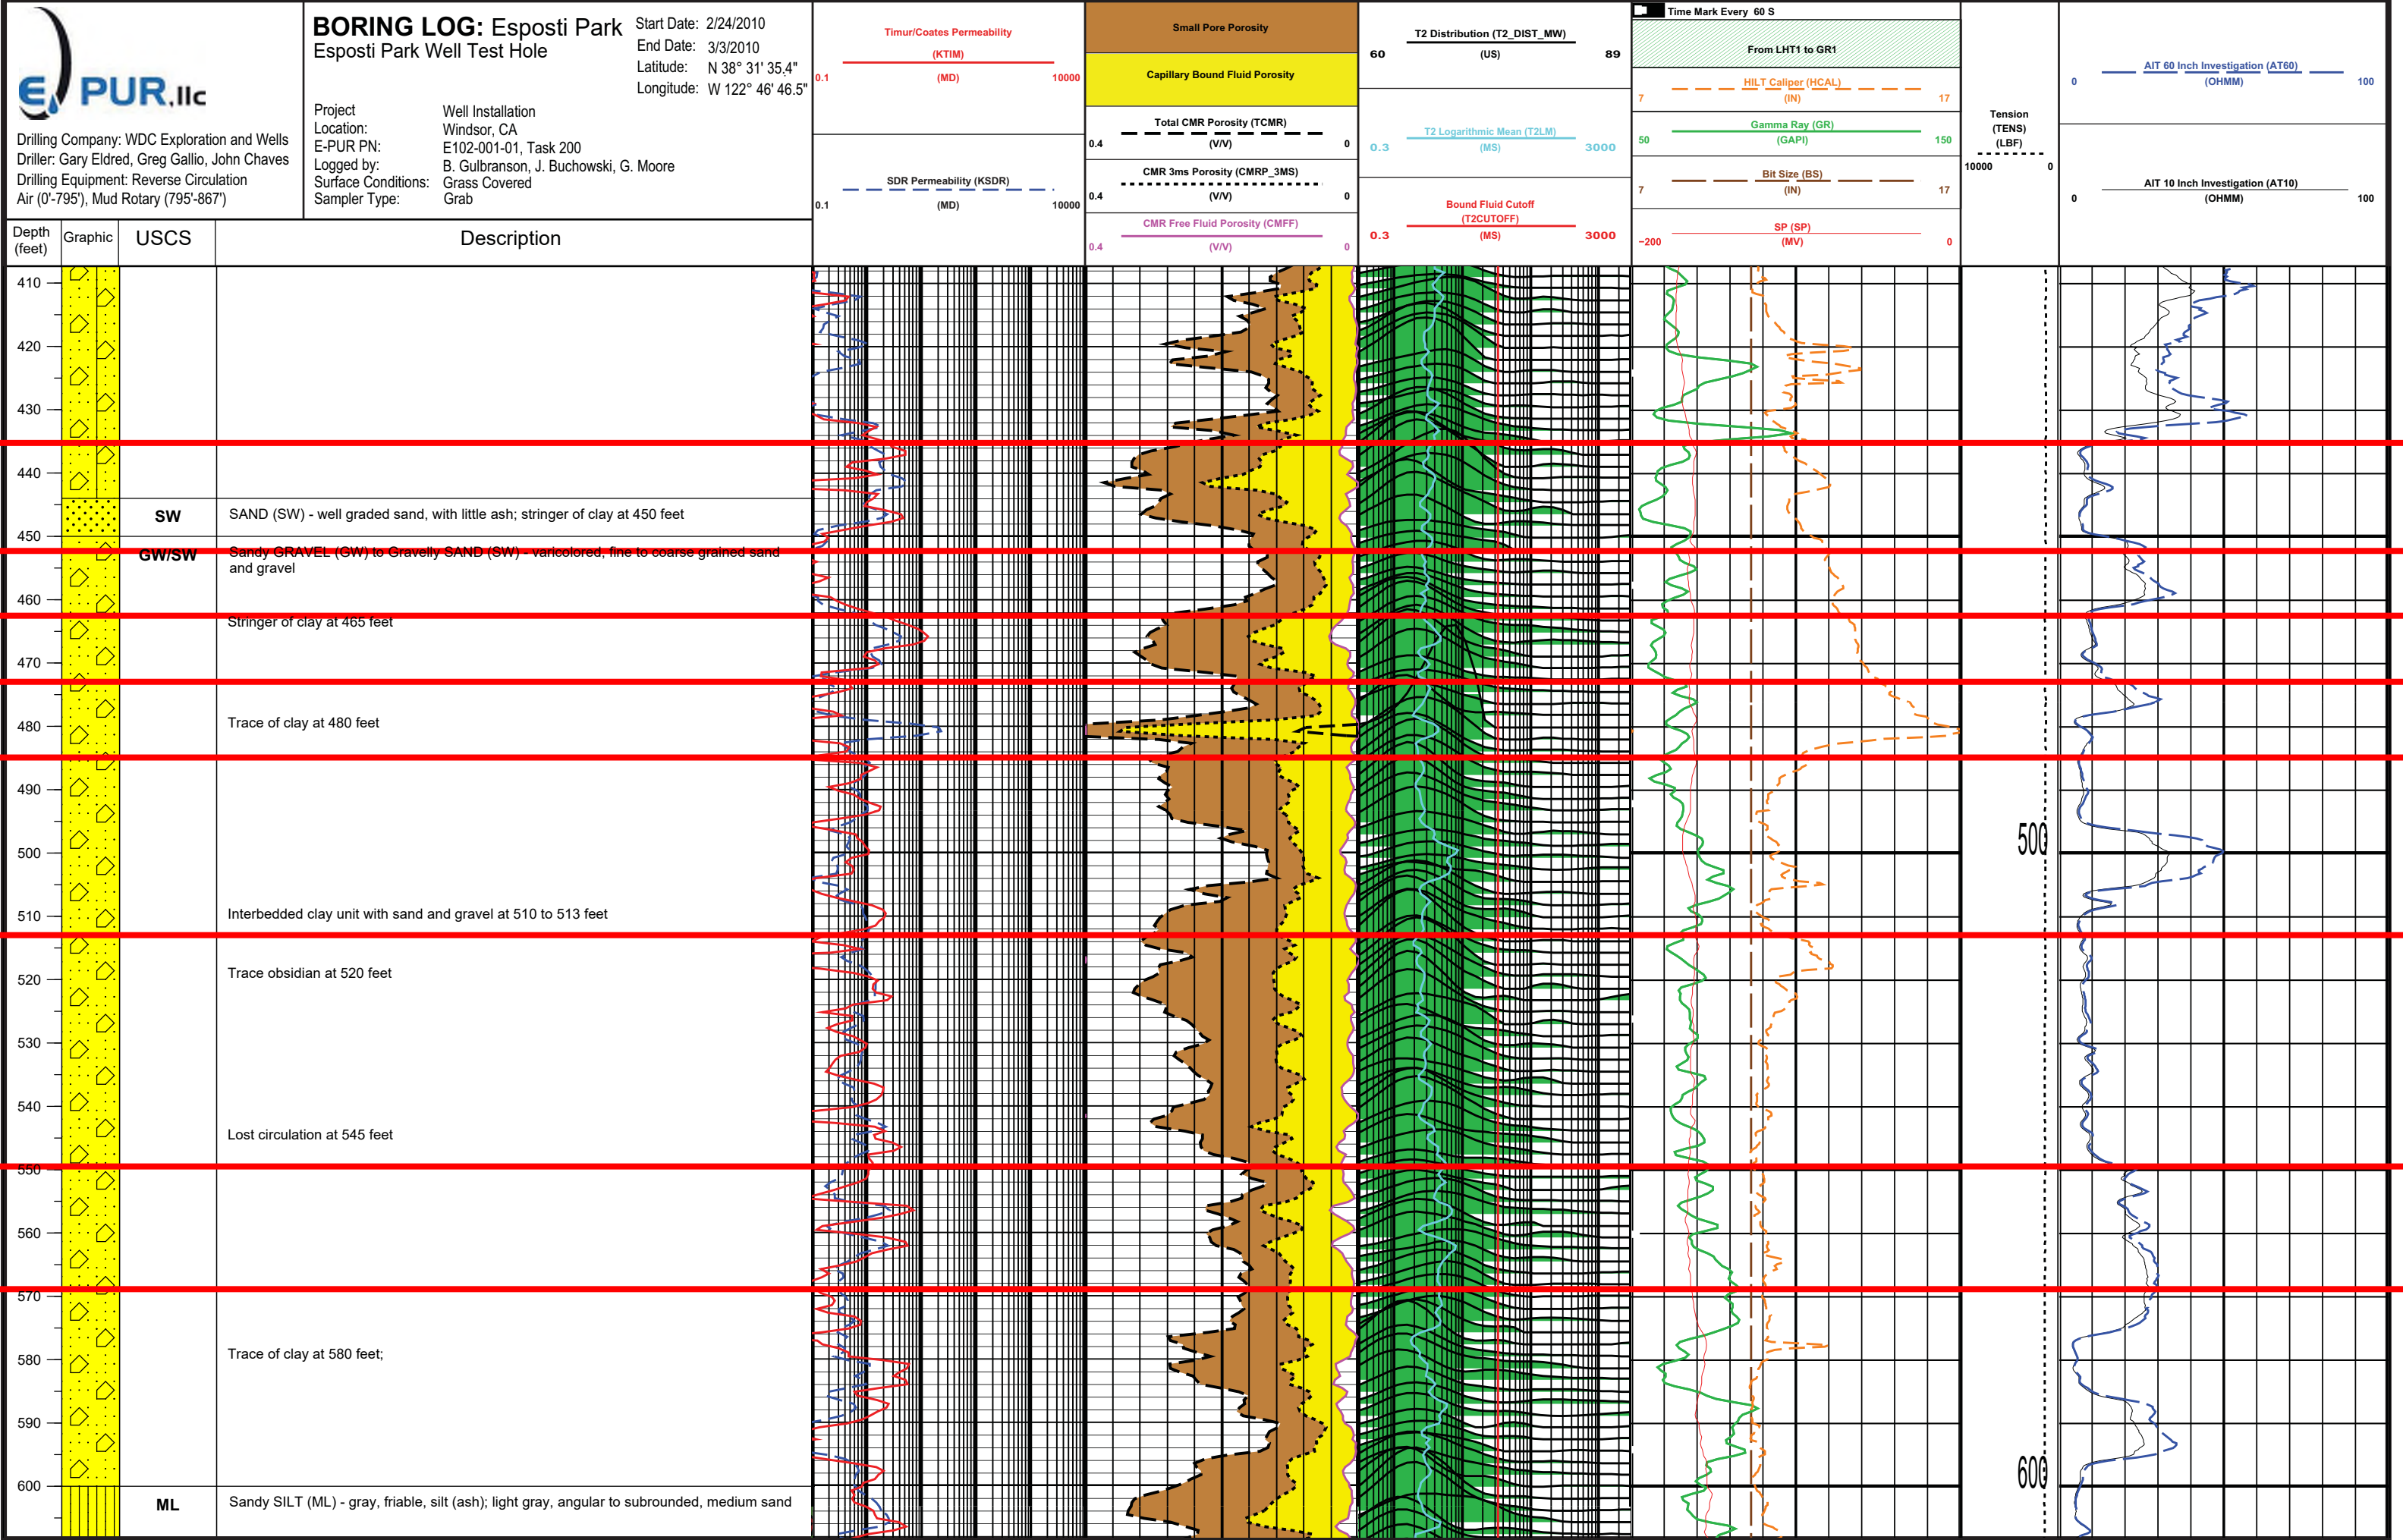 E-PUR, llc
Drilling Company: WDC Exploration and Wells
Driller: Gary Eldred, Greg Gallio, John Chaves
Drilling Equipment: Reverse Circulation
Air (0'-795'), Mud Rotary (795'-867')
BORING LOG: Esposti Park
Esposti Park Well Test Hole
Start Date: 2/24/2010
End Date: 3/3/2010
Latitude: N 38° 31' 35.4"
Longitude: W 122° 46' 46.5"
Project Well Installation
Location: Windsor, CA
E-PUR PN: E102-001-01, Task 200
Logged by: B. Gulbranson, J. Buchowski, G. Moore
Surface Conditions: Grass Covered
Sampler Type: Grab
Depth (feet)
Graphic
USCS
Description
Timur/Coates Permeability
(KTIM)
0.1 (MD) 10000
SDR Permeability (KSDR)
0.1 (MD) 10000
Small Pore Porosity
Capillary Bound Fluid Porosity
Total CMR Porosity (TCMR)
0.4 (V/V) 0
CMR 3ms Porosity (CMRP_3MS)
0.4 (V/V) 0
CMR Free Fluid Porosity (CMFF)
0.4 (V/V) 0
T2 Distribution (T2_DIST_MW)
60 (US) 89
T2 Logarithmic Mean (T2LM)
0.3 (MS) 3000
Bound Fluid Cutoff
(T2CUTOFF)
0.3 (MS) 3000
Time Mark Every 60 S
From LHT1 to GR1
HILT Caliper (HCAL)
7 (IN) 17
Gamma Ray (GR)
50 (GAPI) 150
Bit Size (BS)
7 (IN) 17
SP (SP)
-200 (MV) 0
Tension
(TENS)
(LBF)
10000 0
AIT 60 Inch Investigation (AT60)
0 (OHMM) 100
AIT 10 Inch Investigation (AT10)
0 (OHMM) 100
410
420
430
440
SW SAND (SW) - well graded sand, with little ash; stringer of clay at 450 feet
450
GW/SW Sandy GRAVEL (GW) to Gravelly SAND (SW) - varicolored, fine to coarse grained sand
and gravel
460
Stringer of clay at 465 feet
470
480 Trace of clay at 480 feet
490
500 500
510 Interbedded clay unit with sand and gravel at 510 to 513 feet
520 Trace obsidian at 520 feet
530
540
Lost circulation at 545 feet
550
560
570
580 Trace of clay at 580 feet;
590
600 600
ML Sandy SILT (ML) - gray, friable, silt (ash); light gray, angular to subrounded, medium sand